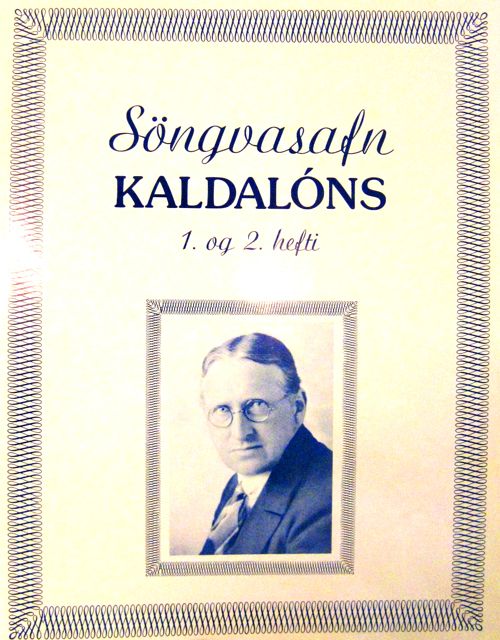 Söngvasafn
KALDALÓNS
1. og 2. hefti